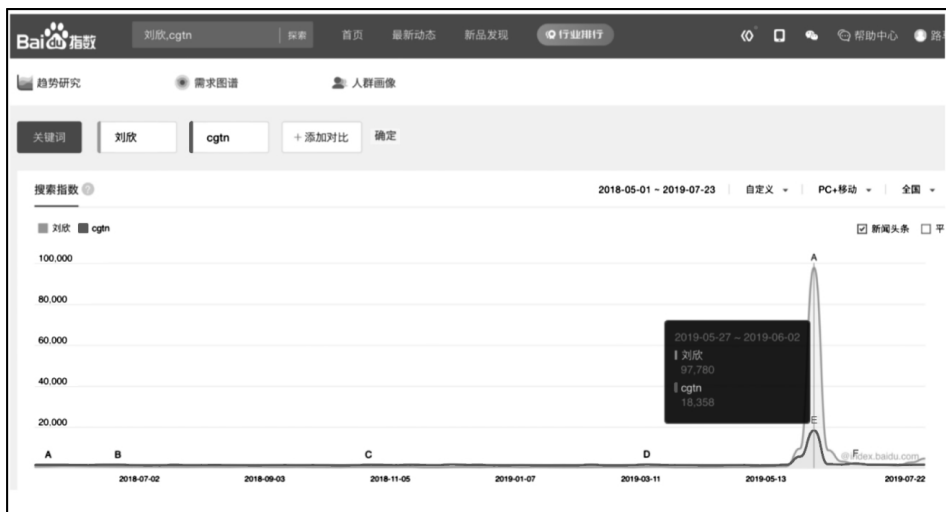 Bai du 指数 刘欣,cgtn 探索 首页 最新动态 新品发现 行业排行 帮助中心
趋势研究 需求图谱 人群画像
关键词 刘欣 cgtn +添加对比 确定
搜索指数 ? 2018-05-01 ~ 2019-07-23 自定义 PC+移动 全国
刘欣 cgtn 新闻头条 平
100,000 A
80,000
2019-05-27 ~ 2019-06-02
60,000
刘欣
97,780
40,000 cgtn
18,358
20,000 E
A B C D F
@index.baidu.com
2018-07-02 2018-09-03 2018-11-05 2019-01-07 2019-03-11 2019-05-13 2019-07-22